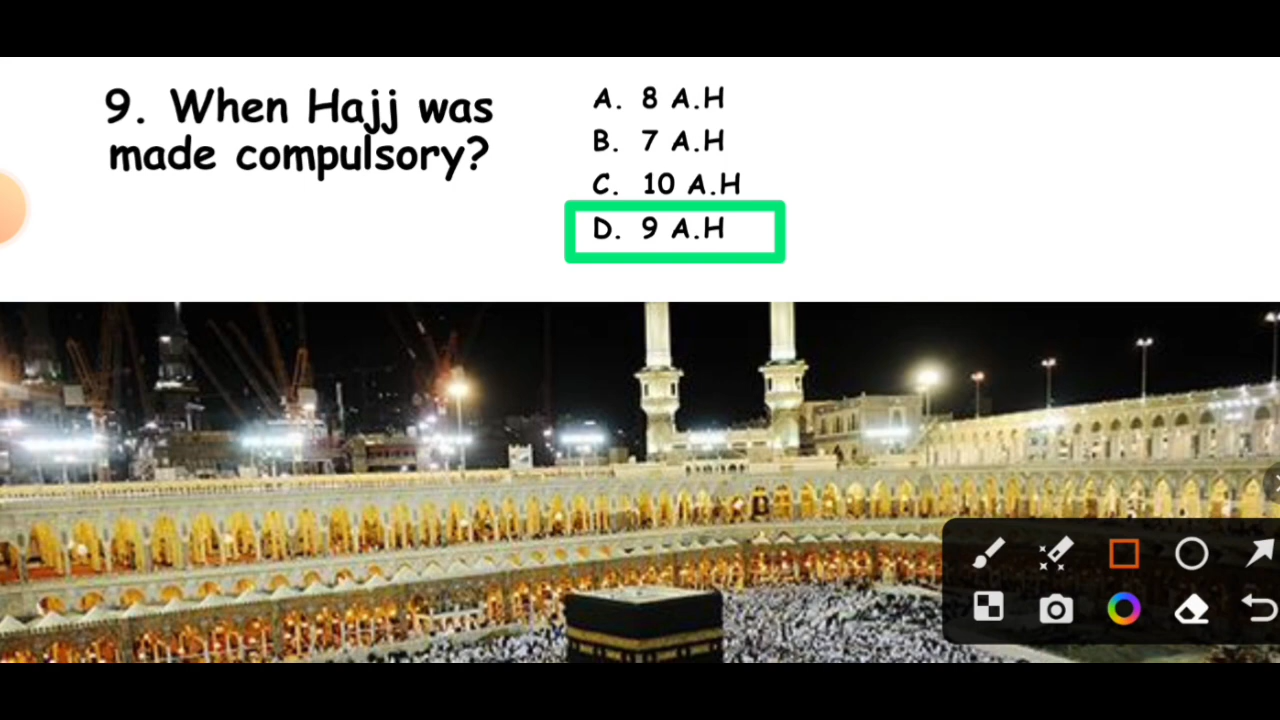 9. When Hajj was
made compulsory?
A. 8 A.H
B. 7 A.H
C. 10 A.H
D. 9 A.H